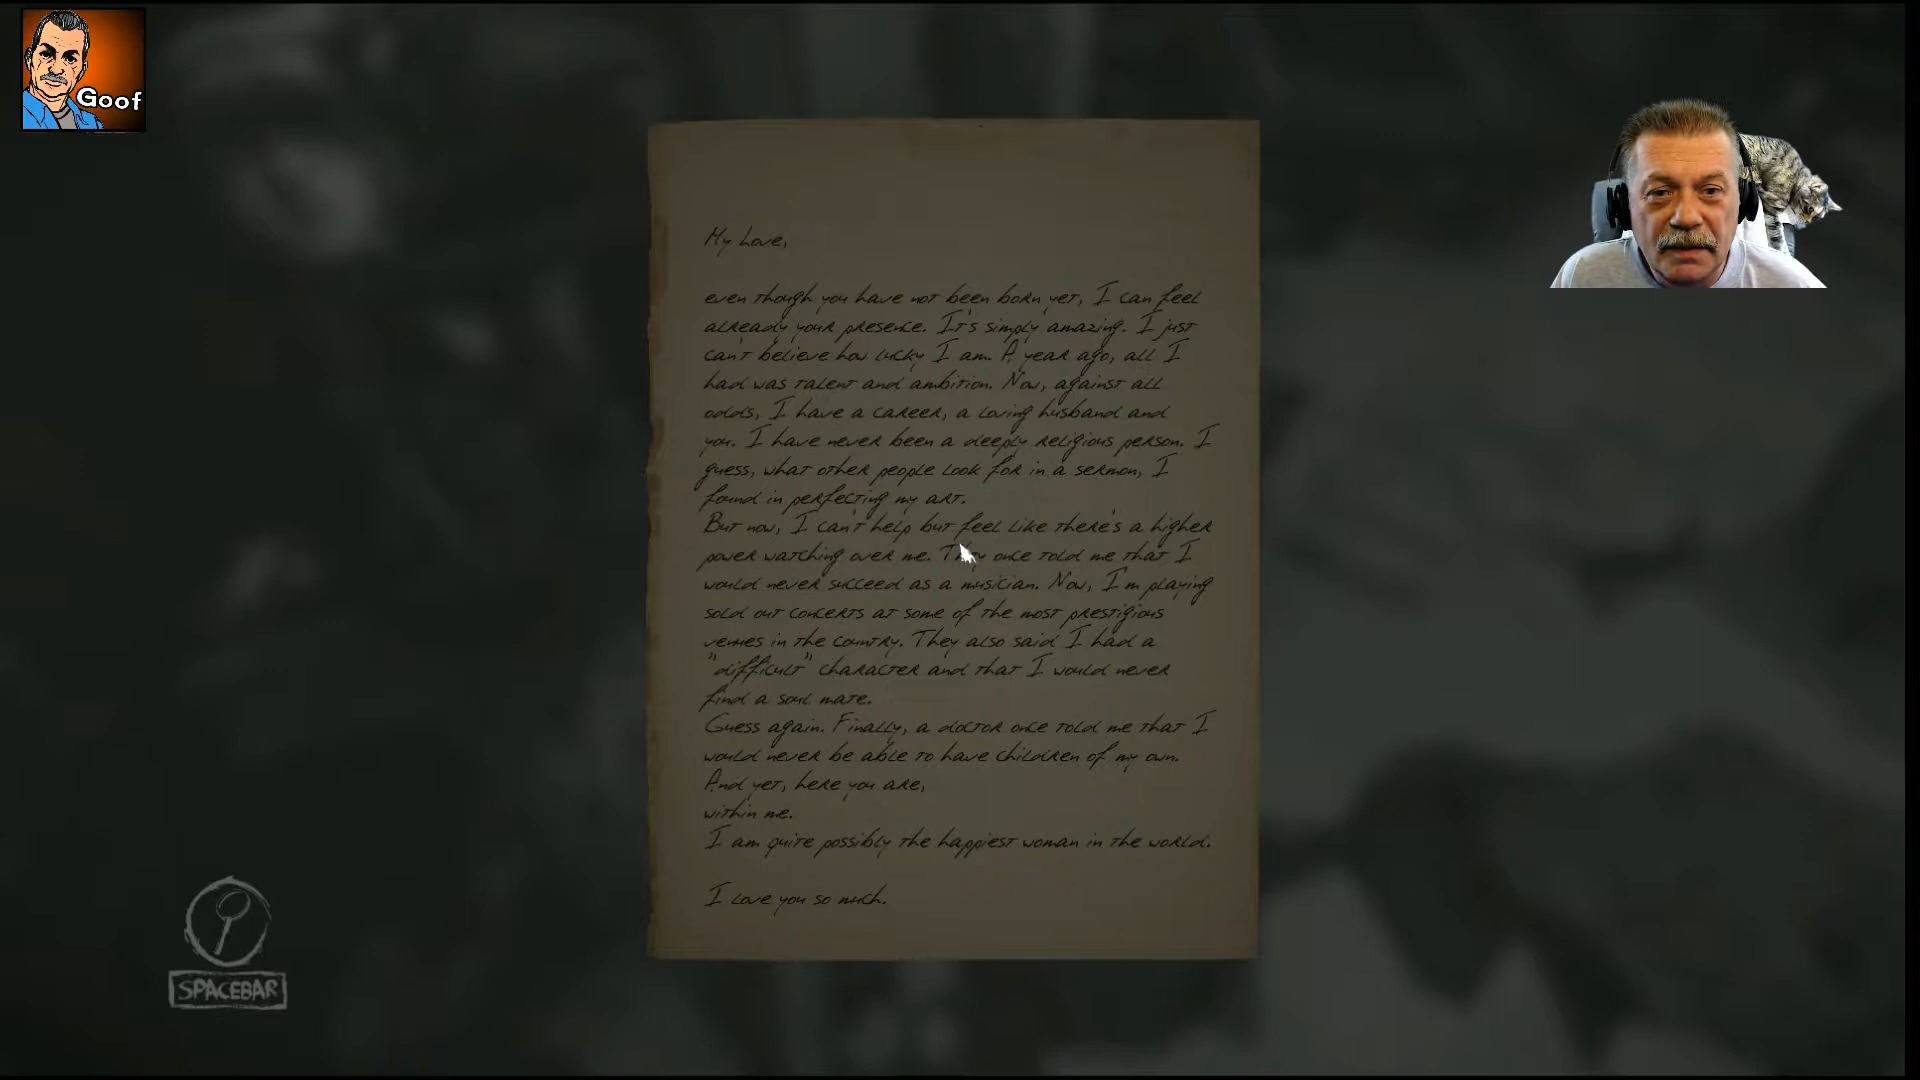 Goof
My Love,
even though you have not been born yet, I can feel
already your presence. It's simply amazing. I just
can't believe how lucky I am. A year ago, all I
had was talent and ambition. Now, against all
odds, I have a career, a loving husband and
you. I have never been a deeply religious person. I
guess, what other people look for in a sermon, I
found in perfecting my art.
But now, I can't help but feel like there's a higher
power watching over me. They once told me that I
would never succeed as a musician. Now, I'm playing
sold out concerts at some of the most prestigious
venues in the country. They also said I had a
"difficult" character and that I would never
find a soul mate.
Guess again. Finally, a doctor once told me that I
would never be able to have children of my own.
And yet, here you are,
within me.
I am quite possibly the happiest woman in the world.
I love you so much.
SPACEBAR